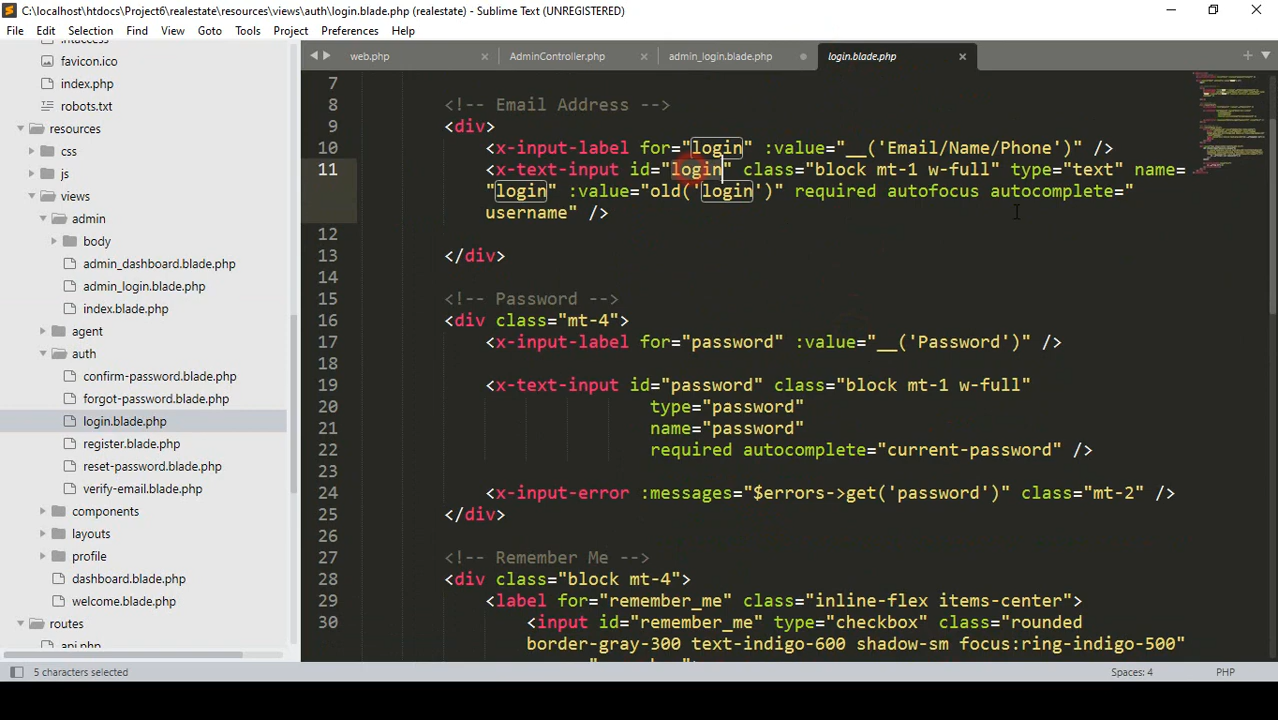 C:\localhost\htdocs\Project6\realestate\resources\views\auth\login.blade.php (realestate) - Sublime Text (UNREGISTERED)
File Edit Selection Find View Goto Tools Project Preferences Help
favicon.ico
index.php
robots.txt
resources
css
js
views
admin
body
admin_dashboard.blade.php
admin_login.blade.php
index.blade.php
agent
auth
confirm-password.blade.php
forgot-password.blade.php
login.blade.php
register.blade.php
reset-password.blade.php
verify-email.blade.php
components
layouts
profile
dashboard.blade.php
welcome.blade.php
routes
api.php
web.php AdminController.php admin_login.blade.php login.blade.php
7
8 <!-- Email Address -->
9 <div>
10 <x-input-label for="login" :value="__('Email/Name/Phone')" />
11 <x-text-input id="login" class="block mt-1 w-full" type="text" name=
"login" :value="old('login')" required autofocus autocomplete="
username" />
12
13 </div>
14
15 <!-- Password -->
16 <div class="mt-4">
17 <x-input-label for="password" :value="__('Password')" />
18
19 <x-text-input id="password" class="block mt-1 w-full"
20 type="password"
21 name="password"
22 required autocomplete="current-password" />
23
24 <x-input-error :messages="$errors->get('password')" class="mt-2" />
25 </div>
26
27 <!-- Remember Me -->
28 <div class="block mt-4">
29 <label for="remember_me" class="inline-flex items-center">
30 <input id="remember_me" type="checkbox" class="rounded
border-gray-300 text-indigo-600 shadow-sm focus:ring-indigo-500"
5 characters selected Spaces: 4 PHP